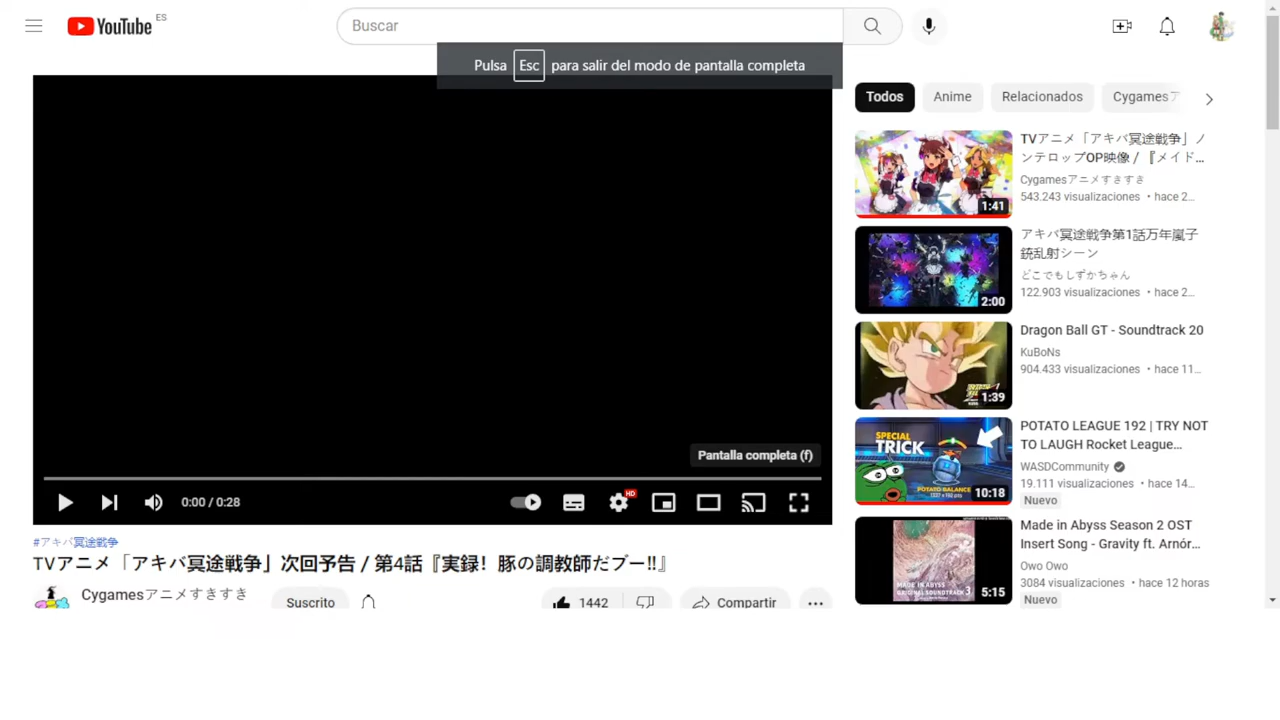 YouTube ES
Buscar
Pulsa Esc para salir del modo de pantalla completa
Pantalla completa (f)
0:00 / 0:28
HD
#アキバ冥途戦争
TVアニメ「アキバ冥途戦争」次回予告 / 第4話『実録！豚の調教師だブー!!』
Cygamesアニメすきすき
Suscrito
1442
Compartir
Todos
Anime
Relacionados
Cygamesア
TVアニメ「アキバ冥途戦争」ノ
ンテロップOP映像 / 『メイド...
Cygamesアニメすきすき
543.243 visualizaciones • hace 2...
1:41
アキバ冥途戦争第1話万年嵐子
銃乱射シーン
どこでもしずかちゃん
122.903 visualizaciones • hace 2...
2:00
Dragon Ball GT - Soundtrack 20
KuBoNs
904.433 visualizaciones • hace 11...
1:39
POTATO LEAGUE 192 | TRY NOT
TO LAUGH Rocket League...
WASDCommunity
19.111 visualizaciones • hace 14...
Nuevo
SPECIAL
TRICK
POTATO BALANCE
10:18
Made in Abyss Season 2 OST
Insert Song - Gravity ft. Arnór...
Owo Owo
3084 visualizaciones • hace 12 horas
Nuevo
MADE IN ABYSS
ORIGINAL SOUNDTRACK 3
5:15